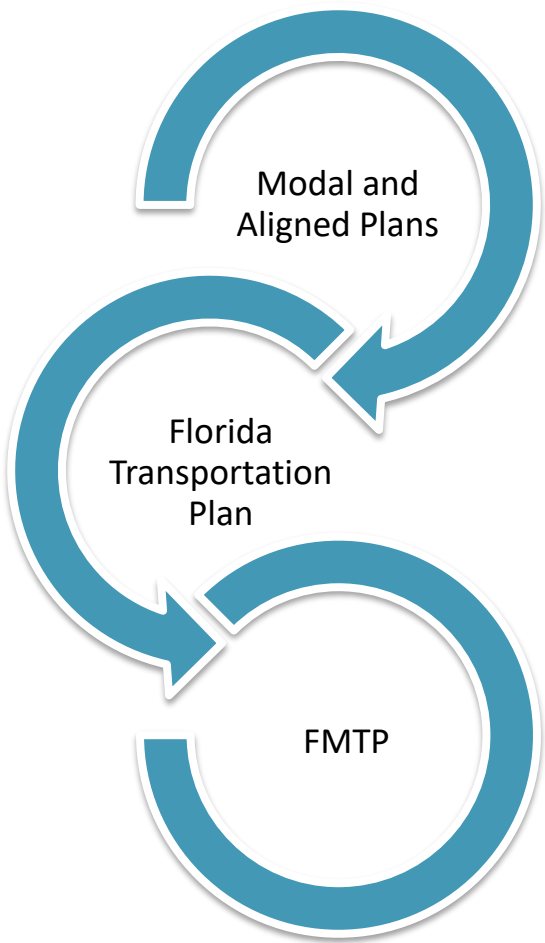 Modal and
Aligned Plans
Florida
Transportation
Plan
FMTP